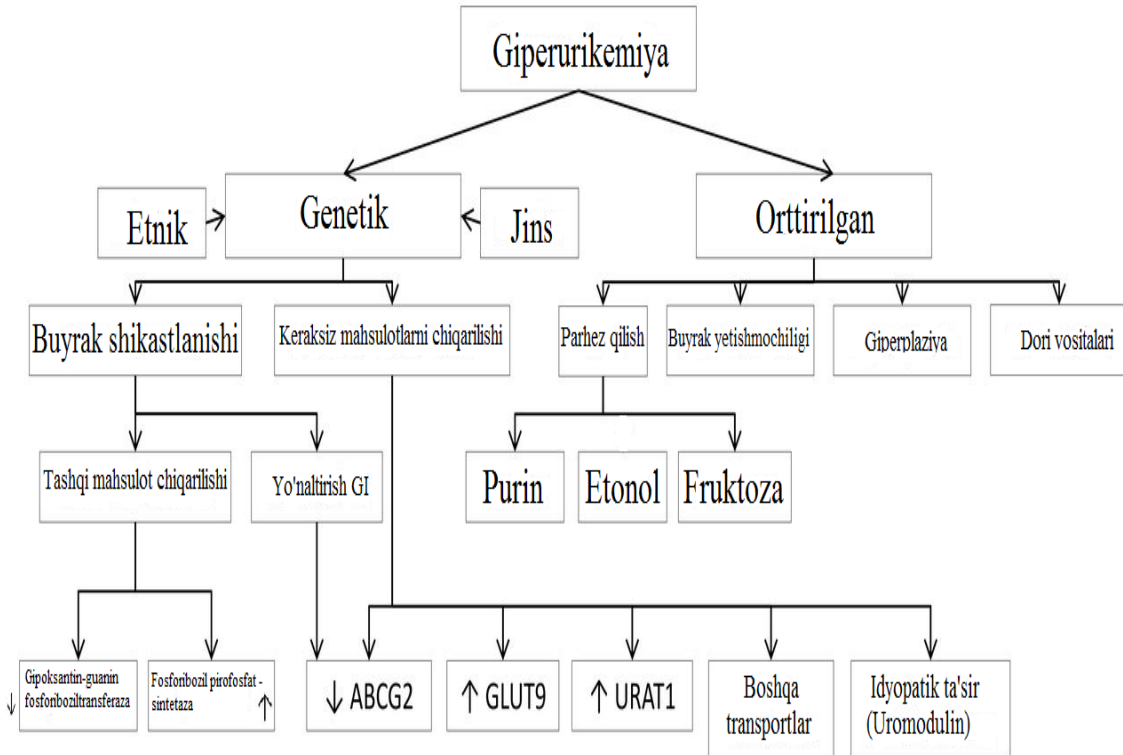 Giperurikemiya
Etnik
Genetik
Jins
Orttirilgan
Buyrak shikastlanishi
Keraksiz mahsulotlarni chiqarilishi
Parhez qilish
Buyrak yetishmochiligi
Giperplaziya
Dori vositalari
Tashqi mahsulot chiqarilishi
Yo'naltirish GI
Purin
Etonol
Fruktoza
↓ Gipoksantin-guanin
fosforiboziltransferaza
Fosforibozil pirofosfat -
sintetaza ↑
↓ ABCG2
↑ GLUT9
↑ URAT1
Boshqa
transportlar
Idyopatik ta'sir
(Uromodulin)